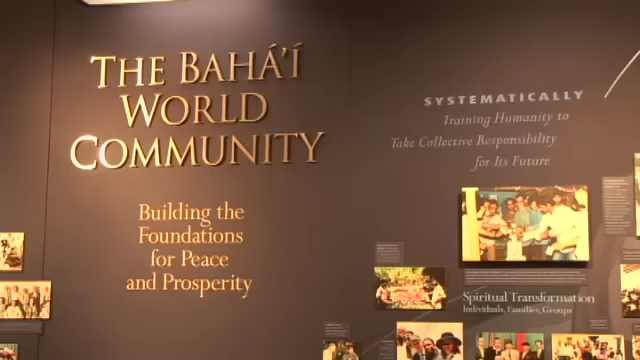 THE BAHÁ'Í
WORLD
COMMUNITY
Building the
Foundations
for Peace
and Prosperity
SYSTEMATICALLY
Training Humanity to
Take Collective Responsibility
for Its Future
Spiritual Transformation
Individuals, Families, Groups